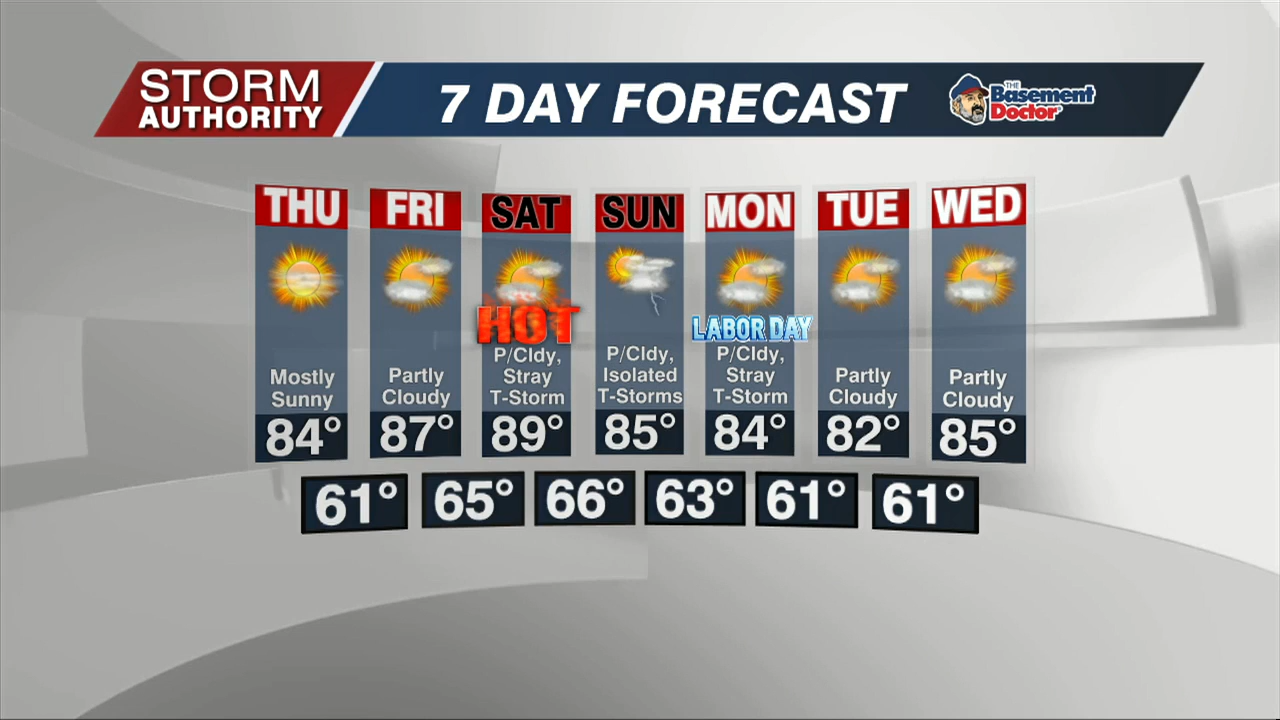 STORM
AUTHORITY
7 DAY FORECAST
THE
Basement
Doctor
THU
Mostly
Sunny
84°
FRI
Partly
Cloudy
87°
SAT
HOT
P/Cldy,
Stray
T-Storm
89°
SUN
P/Cldy,
Isolated
T-Storms
85°
MON
LABOR DAY
P/Cldy,
Stray
T-Storm
84°
TUE
Partly
Cloudy
82°
WED
Partly
Cloudy
85°
61°
65°
66°
63°
61°
61°